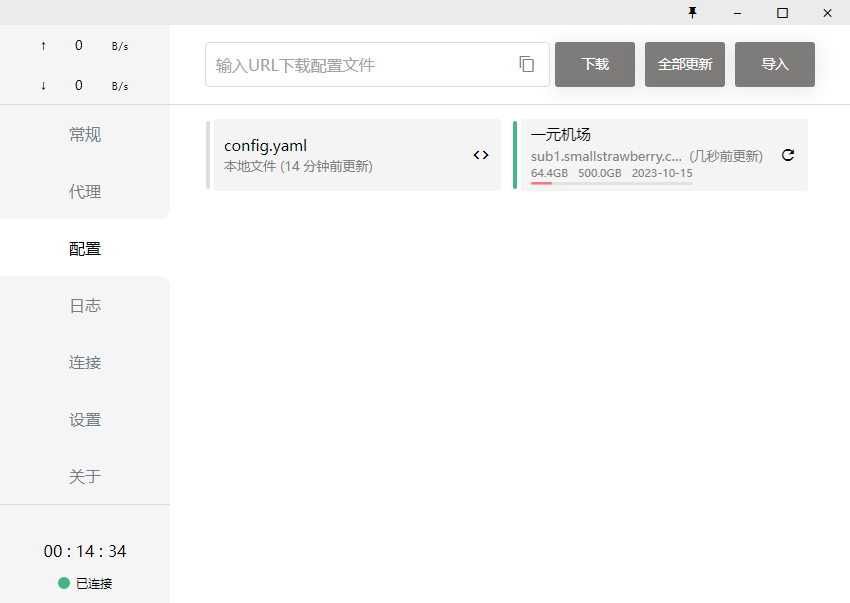 ↑ 0 B/s
↓ 0 B/s
常规
代理
配置
日志
连接
设置
关于
00 : 14 : 34
已连接
输入URL下载配置文件
下载
全部更新
导入
config.yaml
本地文件 (14 分钟前更新)
一元机场
sub1.smallstrawberry.c... (几秒前更新)
64.4GB 500.0GB 2023-10-15